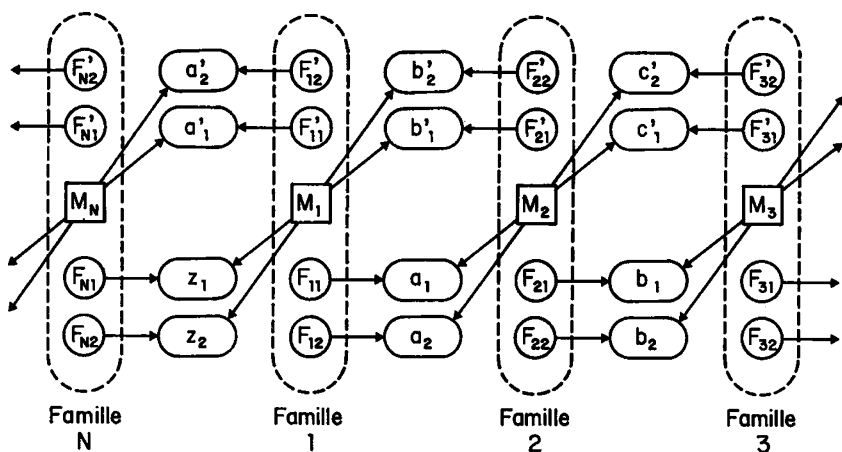 F'N2 a'2 F'12 b'2 F'22 c'2 F'32
F'N1 a'1 F'11 b'1 F'21 c'1 F'31
MN M1 M2 M3
FN1 z1 F11 a1 F21 b1 F31
FN2 z2 F12 a2 F22 b2 F32
Famille Famille Famille Famille
N 1 2 3